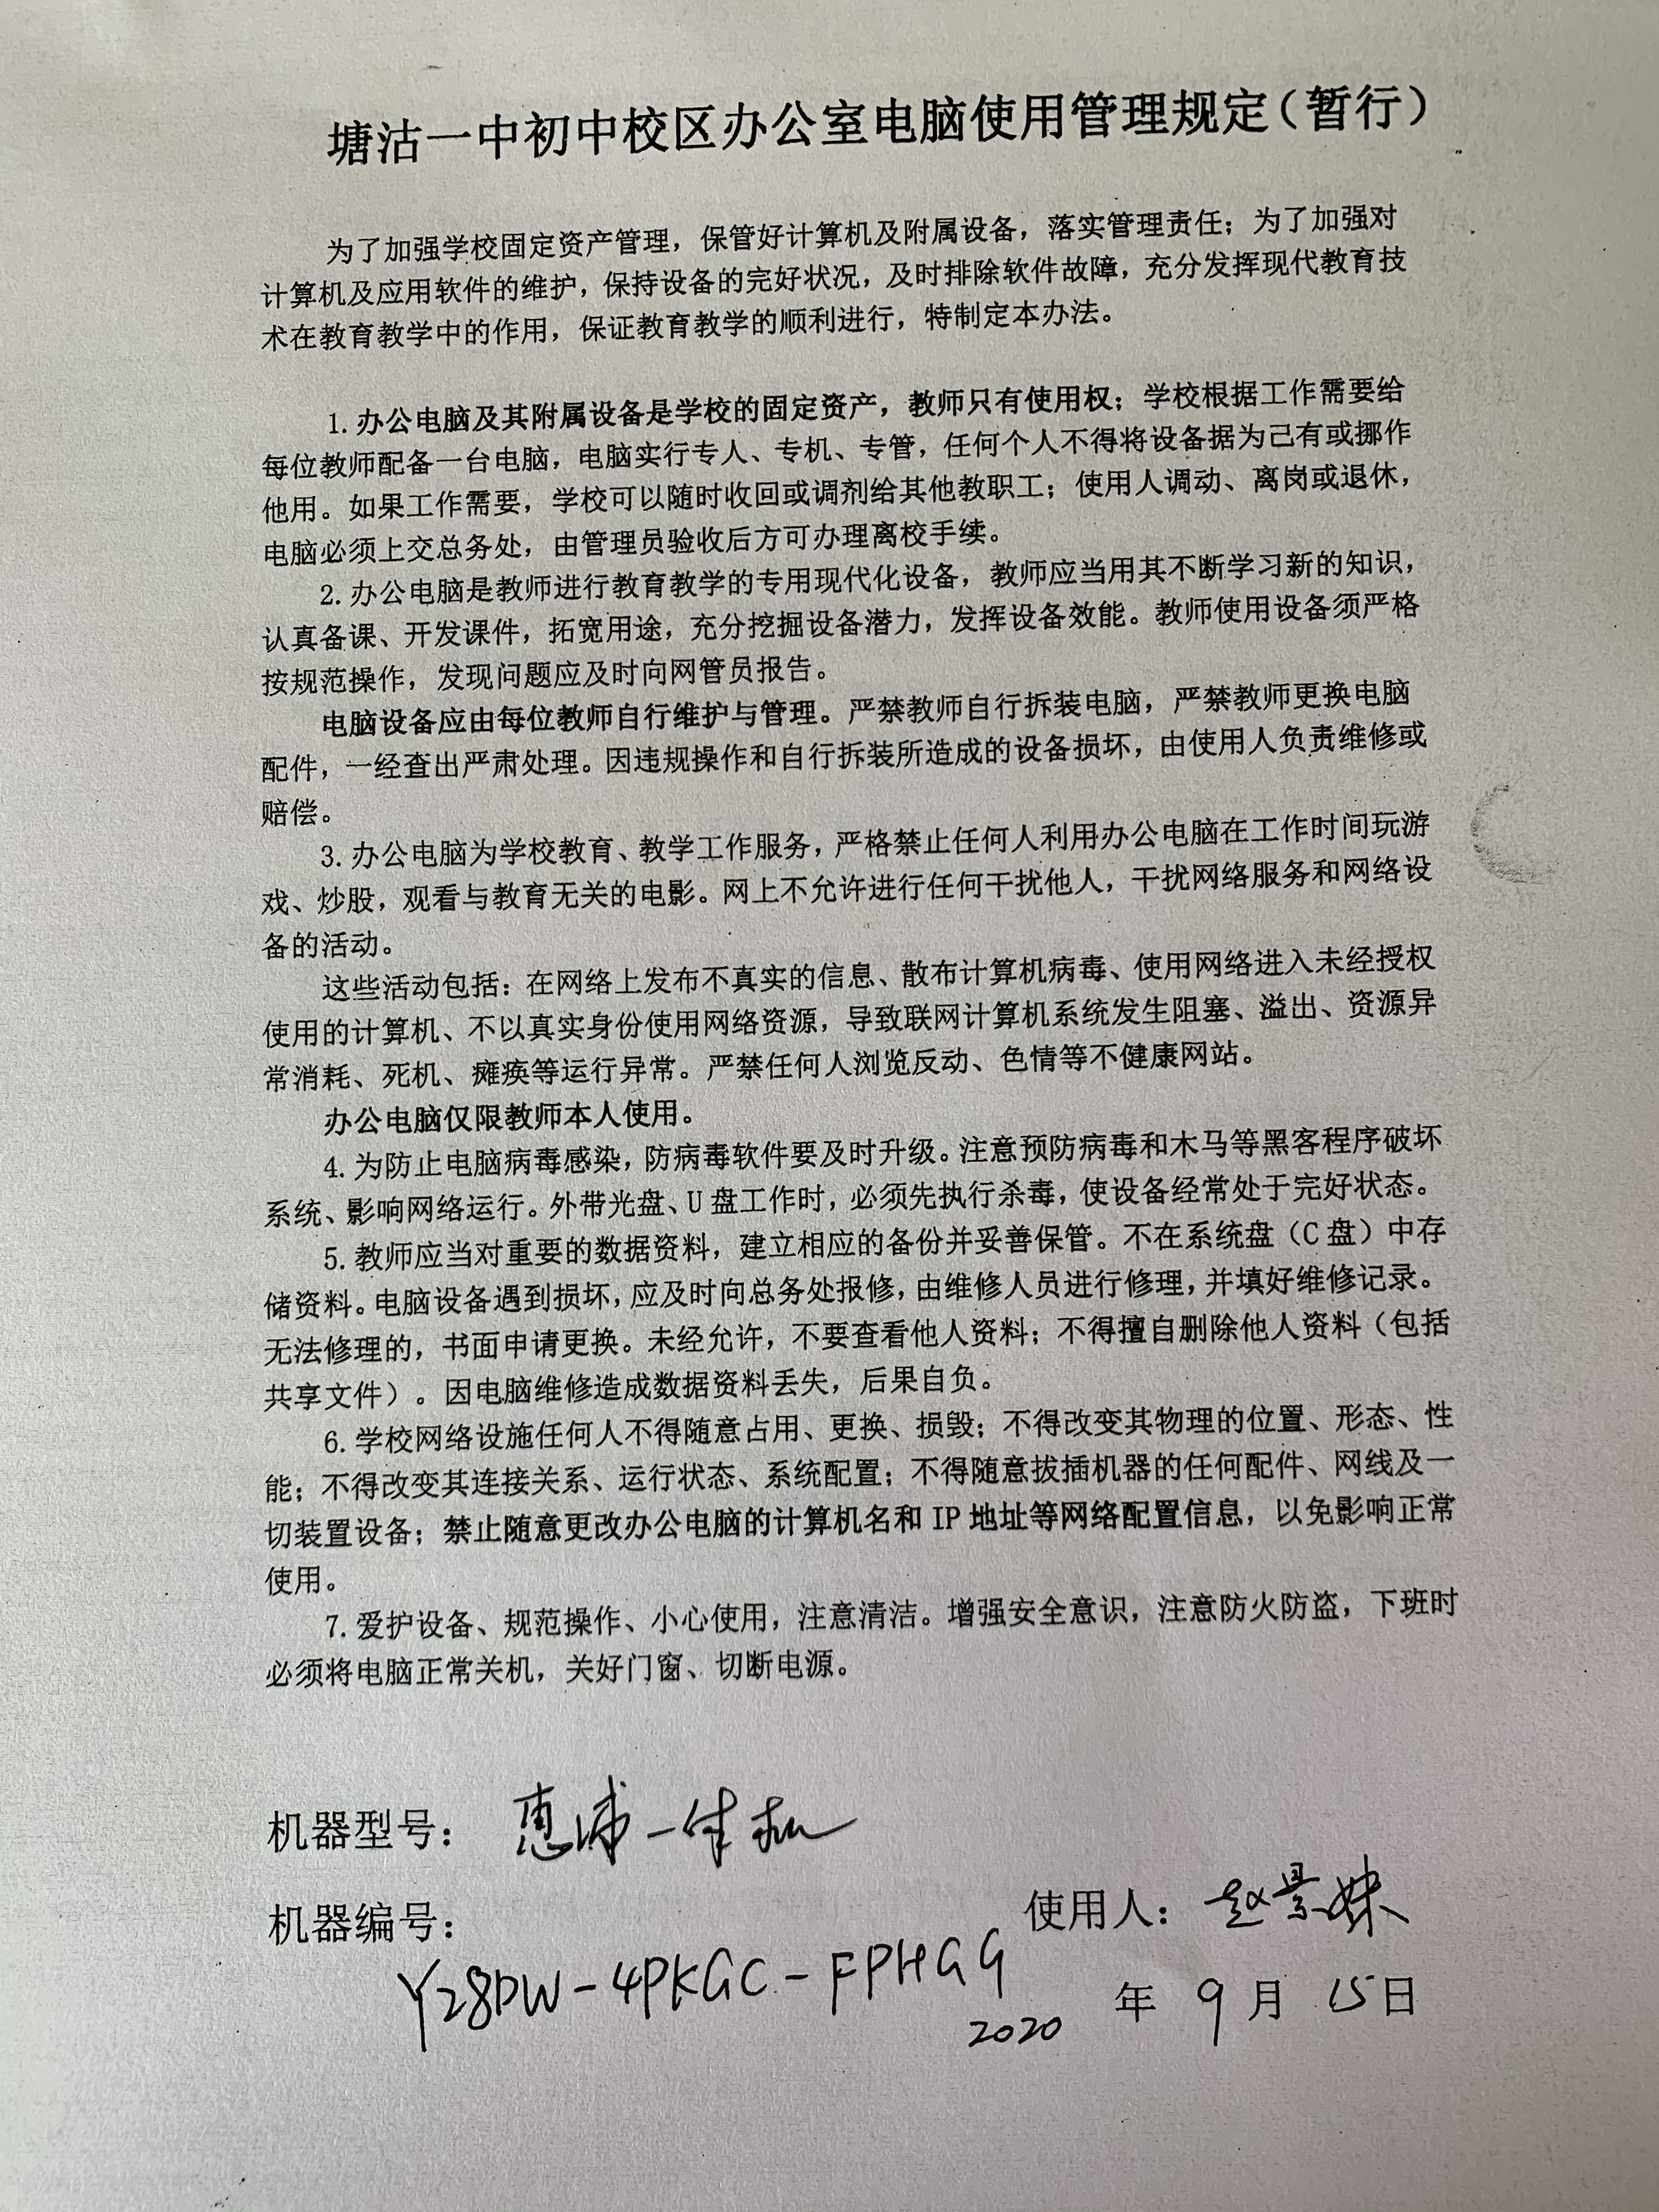 塘沽一中初中校区办公室电脑使用管理规定（暂行）
为了加强学校固定资产管理，保管好计算机及附属设备，落实管理责任；为了加强对
计算机及应用软件的维护，保持设备的完好状况，及时排除软件故障，充分发挥现代教育技
术在教育教学中的作用，保证教育教学的顺利进行，特制定本办法。
1.办公电脑及其附属设备是学校的固定资产，教师只有使用权；学校根据工作需要给
每位教师配备一台电脑，电脑实行专人、专机、专管，任何个人不得将设备据为己有或挪作
他用。如果工作需要，学校可以随时收回或调剂给其他教职工；使用人调动、离岗或退休，
电脑必须上交总务处，由管理员验收后方可办理离校手续。
2.办公电脑是教师进行教育教学的专用现代化设备，教师应当用其不断学习新的知识，
认真备课、开发课件，拓宽用途，充分挖掘设备潜力，发挥设备效能。教师使用设备须严格
按规范操作，发现问题应及时向网管员报告。
电脑设备应由每位教师自行维护与管理。严禁教师自行拆装电脑，严禁教师更换电脑
配件，一经查出严肃处理。因违规操作和自行拆装所造成的设备损坏，由使用人负责维修或
赔偿。
3.办公电脑为学校教育、教学工作服务，严格禁止任何人利用办公电脑在工作时间玩游
戏、炒股，观看与教育无关的电影。网上不允许进行任何干扰他人，干扰网络服务和网络设
备的活动。
这些活动包括：在网络上发布不真实的信息、散布计算机病毒、使用网络进入未经授权
使用的计算机、不以真实身份使用网络资源，导致联网计算机系统发生阻塞、溢出、资源异
常消耗、死机、瘫痪等运行异常。严禁任何人浏览反动、色情等不健康网站。
办公电脑仅限教师本人使用。
4.为防止电脑病毒感染，防病毒软件要及时升级。注意预防病毒和木马等黑客程序破坏
系统、影响网络运行。外带光盘、U盘工作时，必须先执行杀毒，使设备经常处于完好状态。
5.教师应当对重要的数据资料，建立相应的备份并妥善保管。不在系统盘（C盘）中存
储资料。电脑设备遇到损坏，应及时向总务处报修，由维修人员进行修理，并填好维修记录。
无法修理的，书面申请更换。未经允许，不要查看他人资料；不得擅自删除他人资料（包括
共享文件）。因电脑维修造成数据资料丢失，后果自负。
6.学校网络设施任何人不得随意占用、更换、损毁；不得改变其物理的位置、形态、性
能；不得改变其连接关系、运行状态、系统配置；不得随意拔插机器的任何配件、网线及一
切装置设备；禁止随意更改办公电脑的计算机名和IP地址等网络配置信息，以免影响正常
使用。
7.爱护设备、规范操作、小心使用，注意清洁。增强安全意识，注意防火防盗，下班时
必须将电脑正常关机，关好门窗、切断电源。
机器型号：惠浦一体机
机器编号：
使用人：赵景姝
Y28DW-4PKGC-FPHGG
2020年9月15日